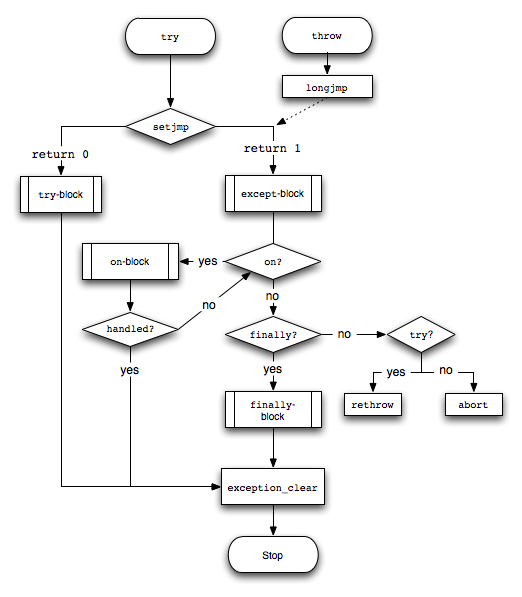 try
throw
longjmp
setjmp
return 0
return 1
try-block
except-block
on-block
yes
on?
no
no
handled?
finally?
no
try?
yes
yes
yes
no
finally-
block
rethrow
abort
exception_clear
Stop